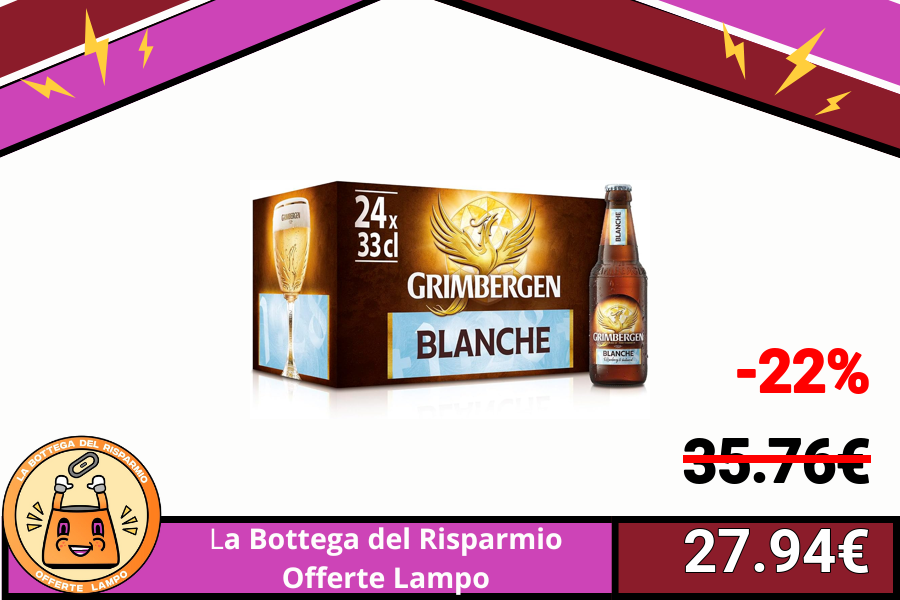 24x
33cl
GRIMBERGEN
GRIMBERGEN
BLANCHE
BLANCHE
GRIMBERGEN
BLANCHE
-22%
35.76€
LA BOTTEGA DEL RISPARMIO
OFFERTE LAMPO
La Bottega del Risparmio
Offerte Lampo
27.94€